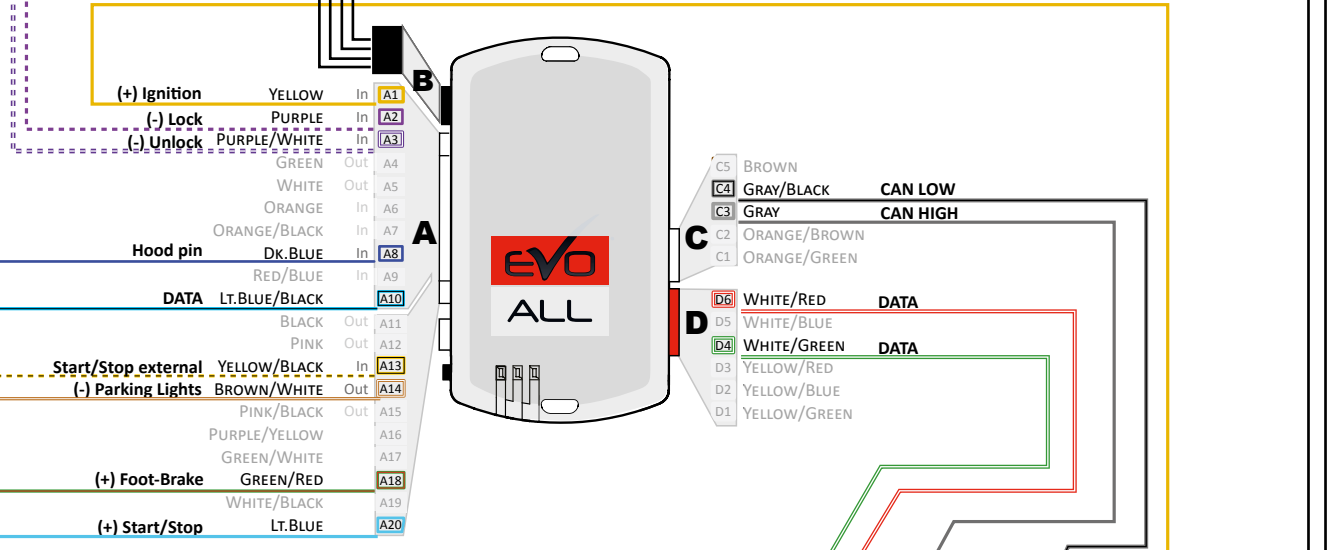 B
(+) Ignition YELLOW In A1
(-) Lock PURPLE In A2
(-) Unlock PURPLE/WHITE In A3
GREEN Out A4
WHITE Out A5
ORANGE In A6
ORANGE/BLACK In A7
Hood pin DK.BLUE In A8
RED/BLUE In A9
DATA LT.BLUE/BLACK A10
BLACK Out A11
PINK Out A12
Start/Stop external YELLOW/BLACK In A13
(-) Parking Lights BROWN/WHITE Out A14
PINK/BLACK Out A15
PURPLE/YELLOW A16
GREEN/WHITE A17
(+) Foot-Brake GREEN/RED A18
WHITE/BLACK A19
(+) Start/Stop LT.BLUE A20
A
EVO
ALL
C
C5 BROWN
C4 GRAY/BLACK CAN LOW
C3 GRAY CAN HIGH
C2 ORANGE/BROWN
C1 ORANGE/GREEN
D
D6 WHITE/RED DATA
D5 WHITE/BLUE
D4 WHITE/GREEN DATA
D3 YELLOW/RED
D2 YELLOW/BLUE
D1 YELLOW/GREEN